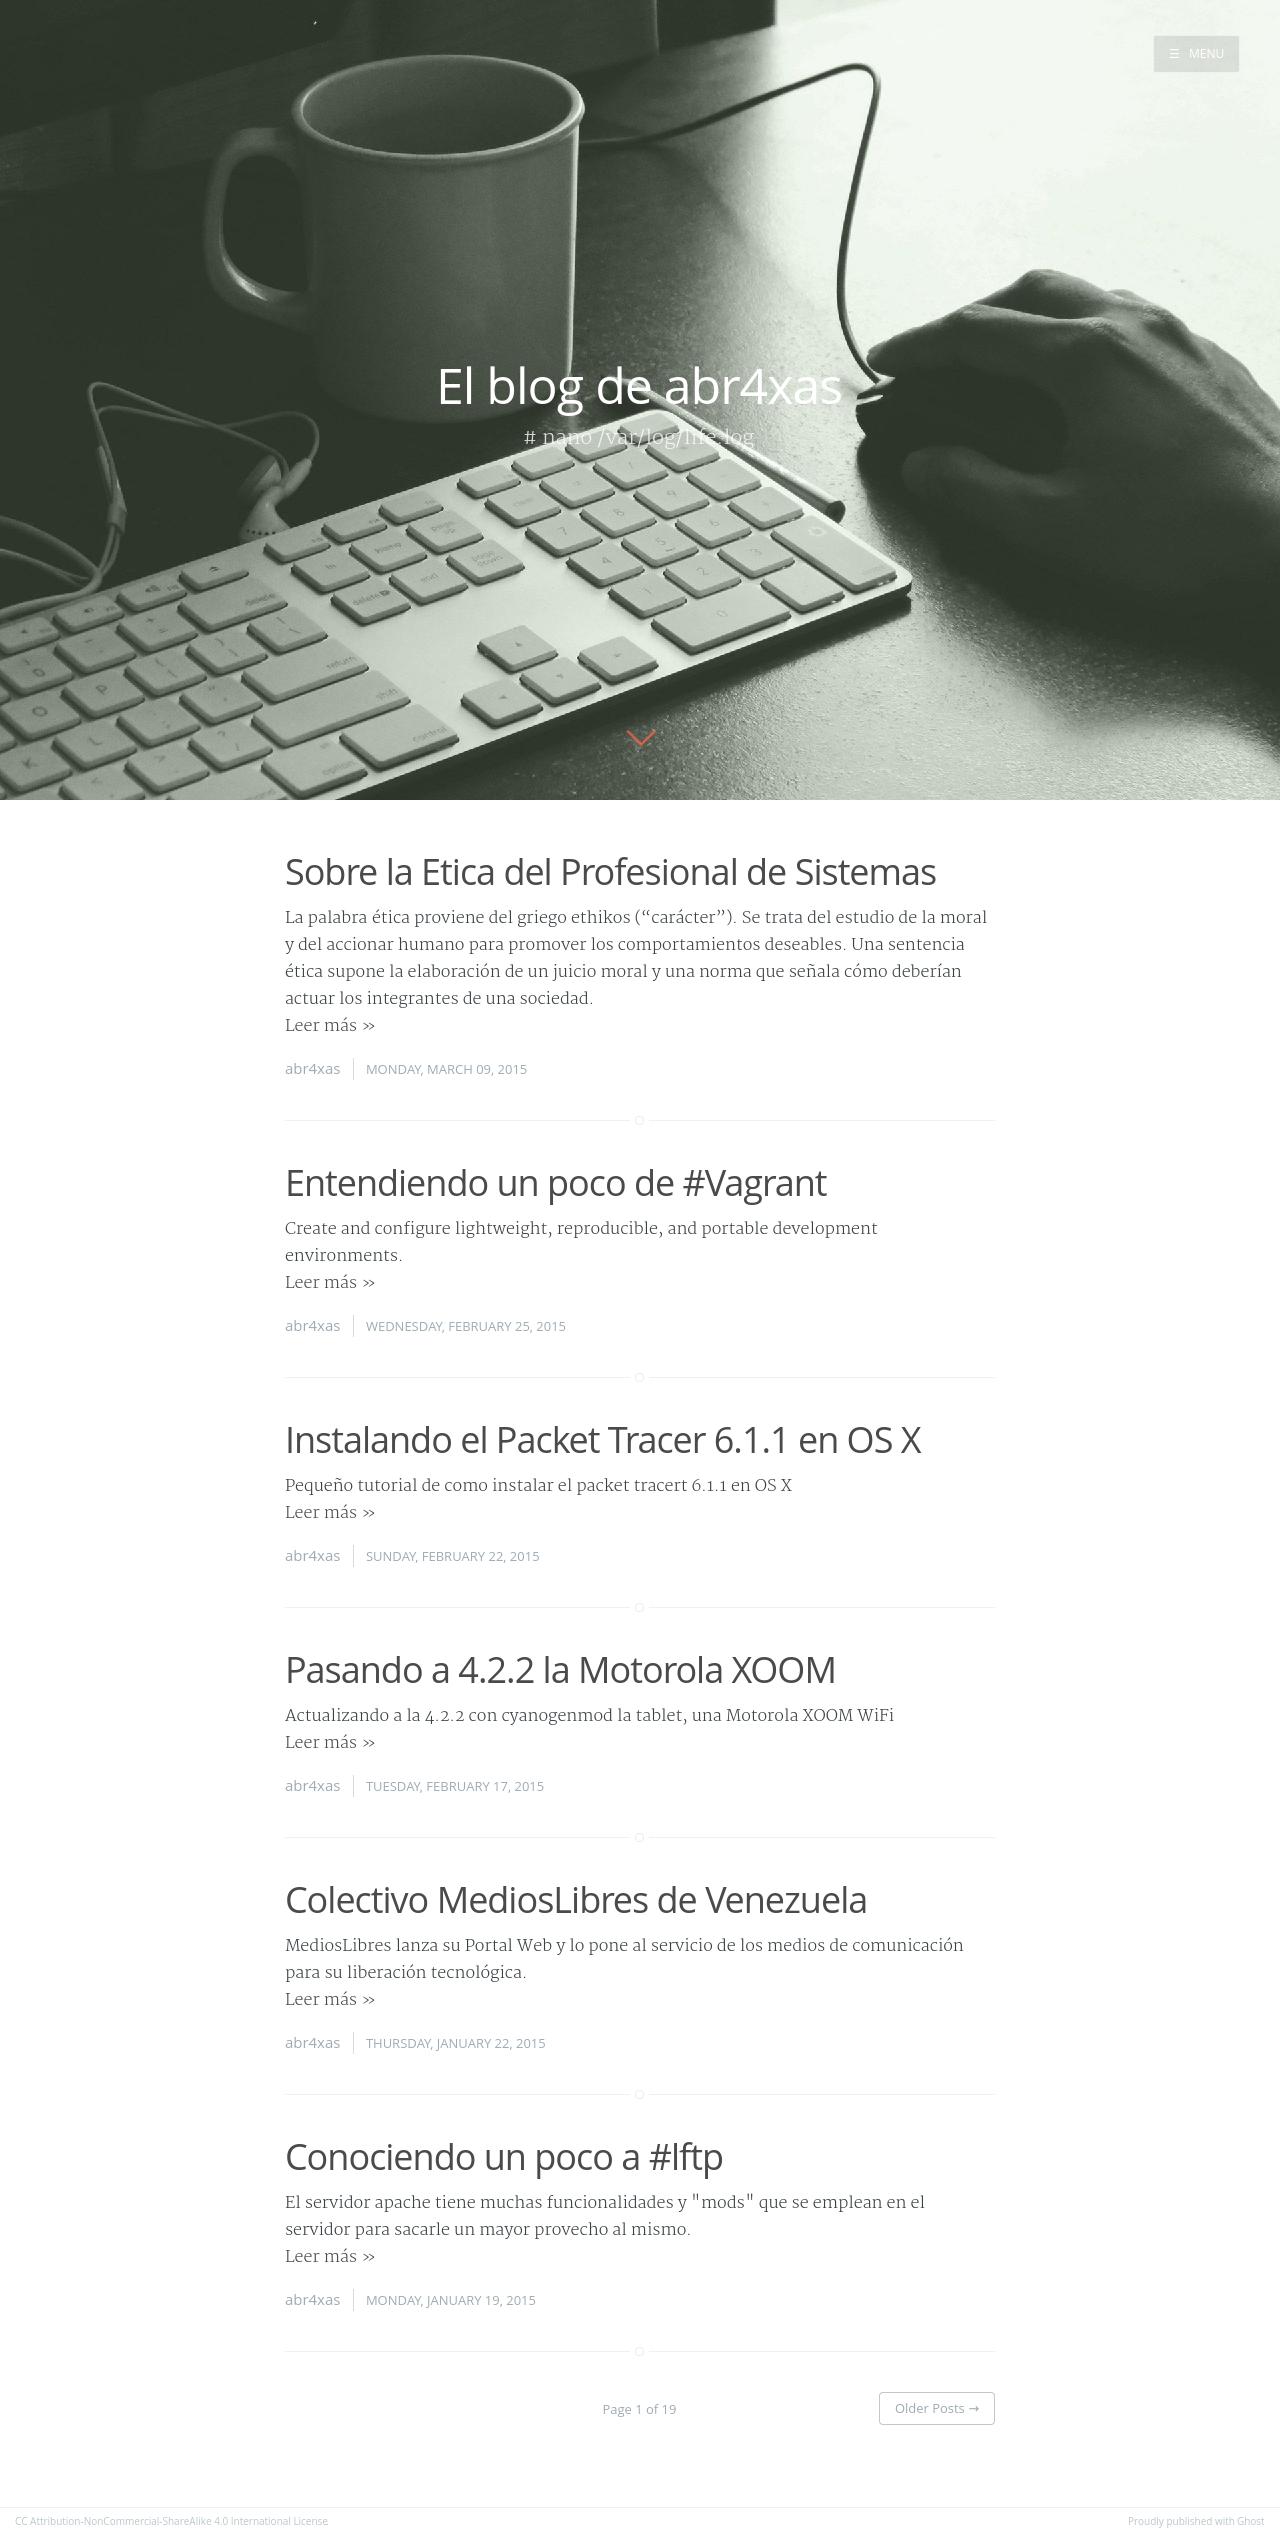 ☰ MENU
El blog de abr4xas
# nano /var/log/life.log
Sobre la Etica del Profesional de Sistemas
La palabra ética proviene del griego ethikos (“carácter”). Se trata del estudio de la moral
y del accionar humano para promover los comportamientos deseables. Una sentencia
ética supone la elaboración de un juicio moral y una norma que señala cómo deberían
actuar los integrantes de una sociedad.
Leer más »
abr4xas MONDAY, MARCH 09, 2015
Entendiendo un poco de #Vagrant
Create and configure lightweight, reproducible, and portable development
environments.
Leer más »
abr4xas WEDNESDAY, FEBRUARY 25, 2015
Instalando el Packet Tracer 6.1.1 en OS X
Pequeño tutorial de como instalar el packet tracert 6.1.1 en OS X
Leer más »
abr4xas SUNDAY, FEBRUARY 22, 2015
Pasando a 4.2.2 la Motorola XOOM
Actualizando a la 4.2.2 con cyanogenmod la tablet, una Motorola XOOM WiFi
Leer más »
abr4xas TUESDAY, FEBRUARY 17, 2015
Colectivo MediosLibres de Venezuela
MediosLibres lanza su Portal Web y lo pone al servicio de los medios de comunicación
para su liberación tecnológica.
Leer más »
abr4xas THURSDAY, JANUARY 22, 2015
Conociendo un poco a #lftp
El servidor apache tiene muchas funcionalidades y "mods" que se emplean en el
servidor para sacarle un mayor provecho al mismo.
Leer más »
abr4xas MONDAY, JANUARY 19, 2015
Page 1 of 19
Older Posts →
CC Attribution-NonCommercial-ShareAlike 4.0 International License
Proudly published with Ghost